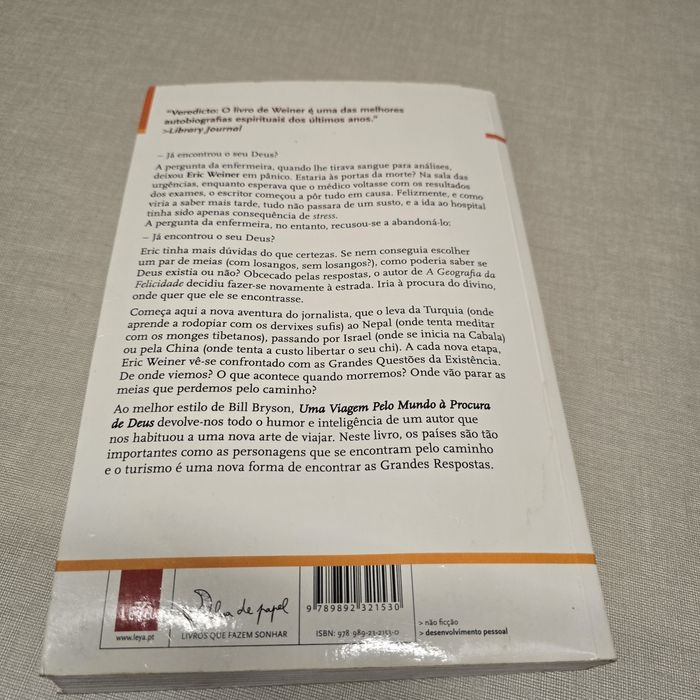 "Veredicto: O livro de Weiner é uma das melhores
autobiografias espirituais dos últimos anos."
>Library Journal
– Já encontrou o seu Deus?
A pergunta da enfermeira, quando lhe tirava sangue para análises,
deixou Eric Weiner em pânico. Estaria às portas da morte? Na sala das
urgências, enquanto esperava que o médico voltasse com os resultados
dos exames, o escritor começou a pôr tudo em causa. Felizmente, e como
viria a saber mais tarde, tudo não passara de um susto, e a ida ao hospital
tinha sido apenas consequência de stress.
A pergunta da enfermeira, no entanto, recusou-se a abandoná-lo:
– Já encontrou o seu Deus?
Eric tinha mais dúvidas do que certezas. Se nem conseguia escolher
um par de meias (com losangos, sem losangos?), como poderia saber se
Deus existia ou não? Obcecado pelas respostas, o autor de A Geografia da
Felicidade decidiu fazer-se novamente à estrada. Iria à procura do divino,
onde quer que ele se encontrasse.
Começa aqui a nova aventura do jornalista, que o leva da Turquia (onde
aprende a rodopiar com os dervixes sufis) ao Nepal (onde tenta meditar
com os monges tibetanos), passando por Israel (onde se inicia na Cabala)
ou pela China (onde tenta a custo libertar o seu chi). A cada nova etapa,
Eric Weiner vê-se confrontado com as Grandes Questões da Existência.
De onde viemos? O que acontece quando morremos? Onde vão parar as
meias que perdemos pelo caminho?
Ao melhor estilo de Bill Bryson, Uma Viagem Pelo Mundo à Procura
de Deus devolve-nos todo o humor e inteligência de um autor que
nos habituou a uma nova arte de viajar. Neste livro, os países são tão
importantes como as personagens que se encontram pelo caminho
e o turismo é uma nova forma de encontrar as Grandes Respostas.
www.leya.pt
de papel
LIVROS QUE FAZEM SONHAR
9 789892 321530
ISBN: 978 989-23-2153-0
> não ficção
> desenvolvimento pessoal